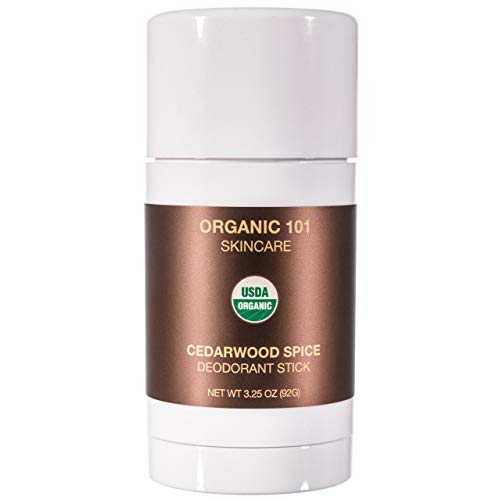 ORGANIC 101
SKINCARE
USDA
ORGANIC
CEDARWOOD SPICE
DEODORANT STICK
NET WT 3.25 OZ (92G)